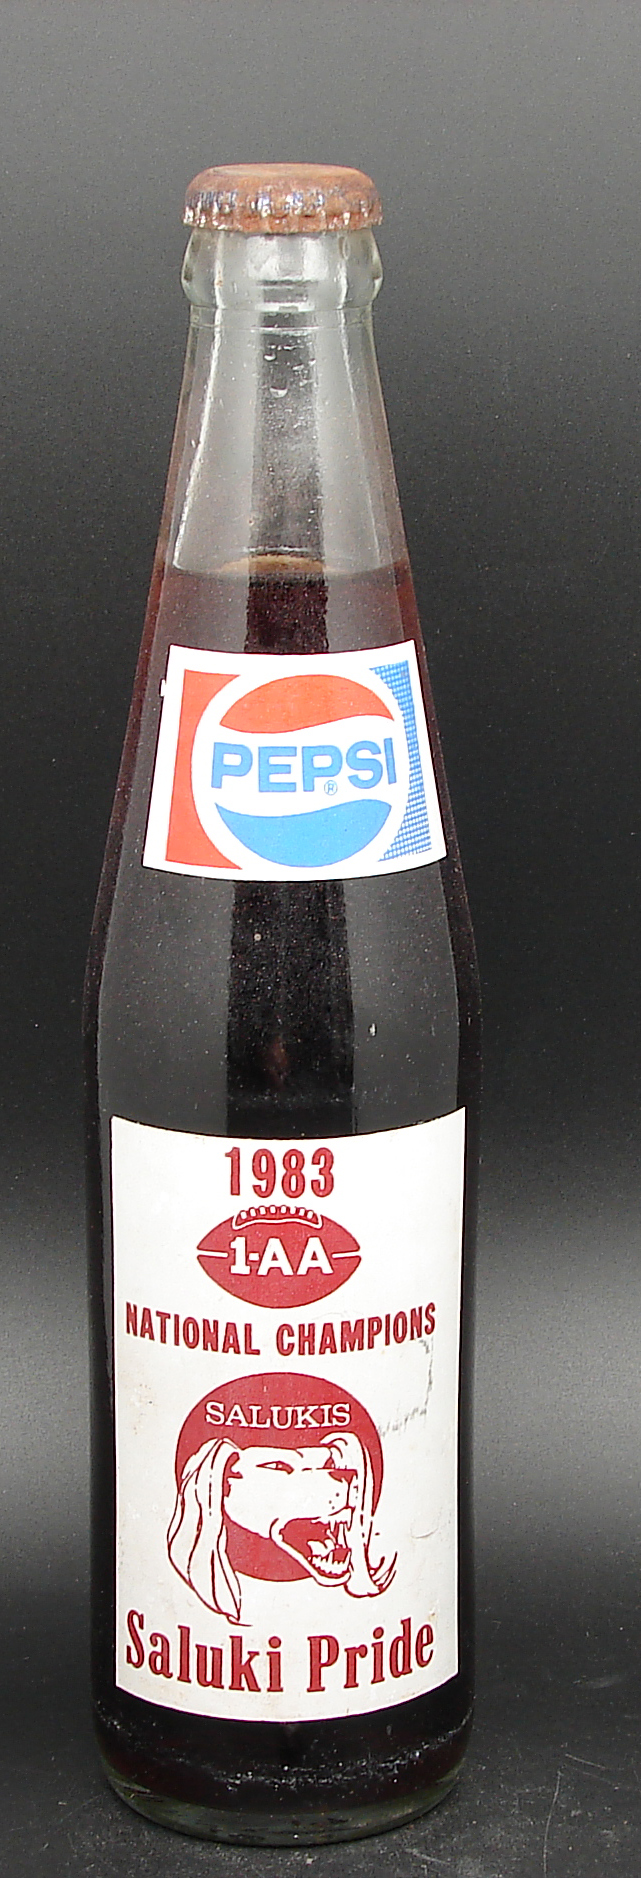 PEPSI
®
1983
1-AA
NATIONAL CHAMPIONS
SALUKIS
Saluki Pride